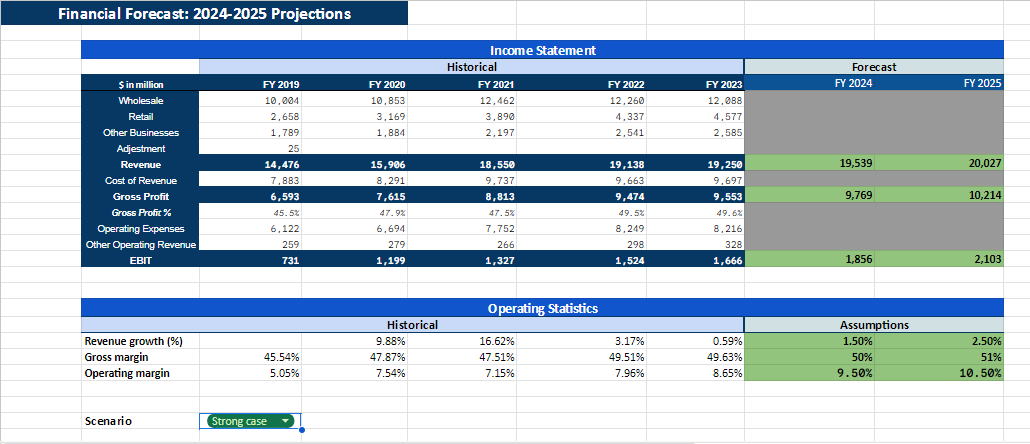 Financial Forecast: 2024-2025 Projections
Income Statement
Historical Forecast
$ in million FY 2019 FY 2020 FY 2021 FY 2022 FY 2023 FY 2024 FY 2025
Wholesale 10,004 10,853 12,462 12,260 12,088
Retail 2,658 3,169 3,890 4,337 4,577
Other Businesses 1,789 1,884 2,197 2,541 2,585
Adjustment 25
Revenue 14,476 15,906 18,550 19,138 19,250 19,539 20,027
Cost of Revenue 7,883 8,291 9,737 9,663 9,697
Gross Profit 6,593 7,615 8,813 9,474 9,553 9,769 10,214
Gross Profit % 45.5% 47.9% 47.5% 49.5% 49.6%
Operating Expenses 6,122 6,694 7,752 8,249 8,216
Other Operating Revenue 259 279 266 298 328
EBIT 731 1,199 1,327 1,524 1,666 1,856 2,103
Operating Statistics
Historical Assumptions
Revenue growth (%) 9.88% 16.62% 3.17% 0.59% 1.50% 2.50%
Gross margin 45.54% 47.87% 47.51% 49.51% 49.63% 50% 51%
Operating margin 5.05% 7.54% 7.15% 7.96% 8.65% 9.50% 10.50%
Scenario Strong case